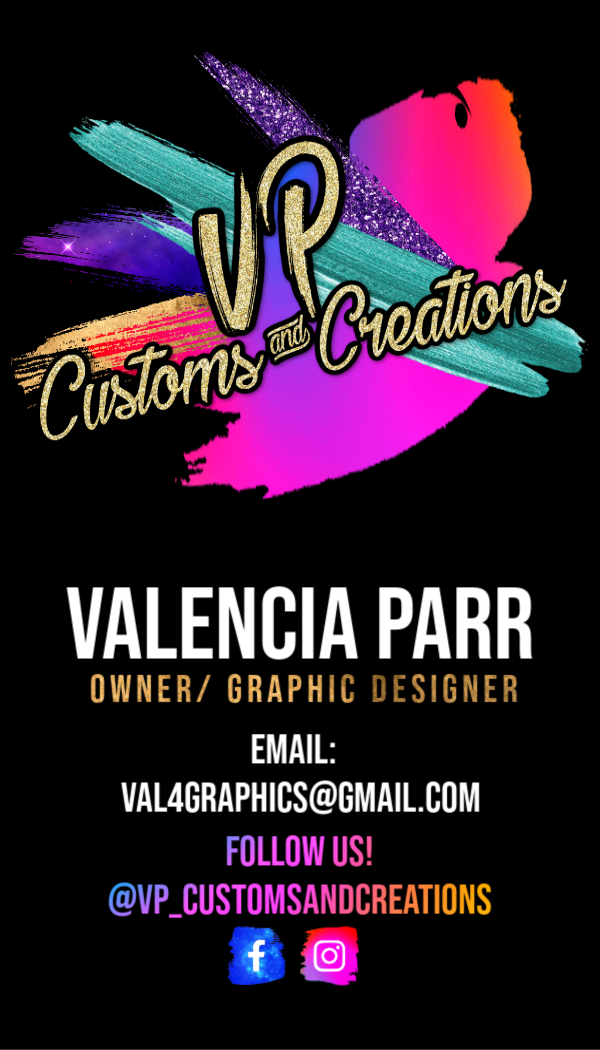 VP
Customs and Creations
VALENCIA PARR
OWNER/ GRAPHIC DESIGNER
EMAIL:
VAL4GRAPHICS@GMAIL.COM
FOLLOW US!
@VP_CUSTOMSANDCREATIONS